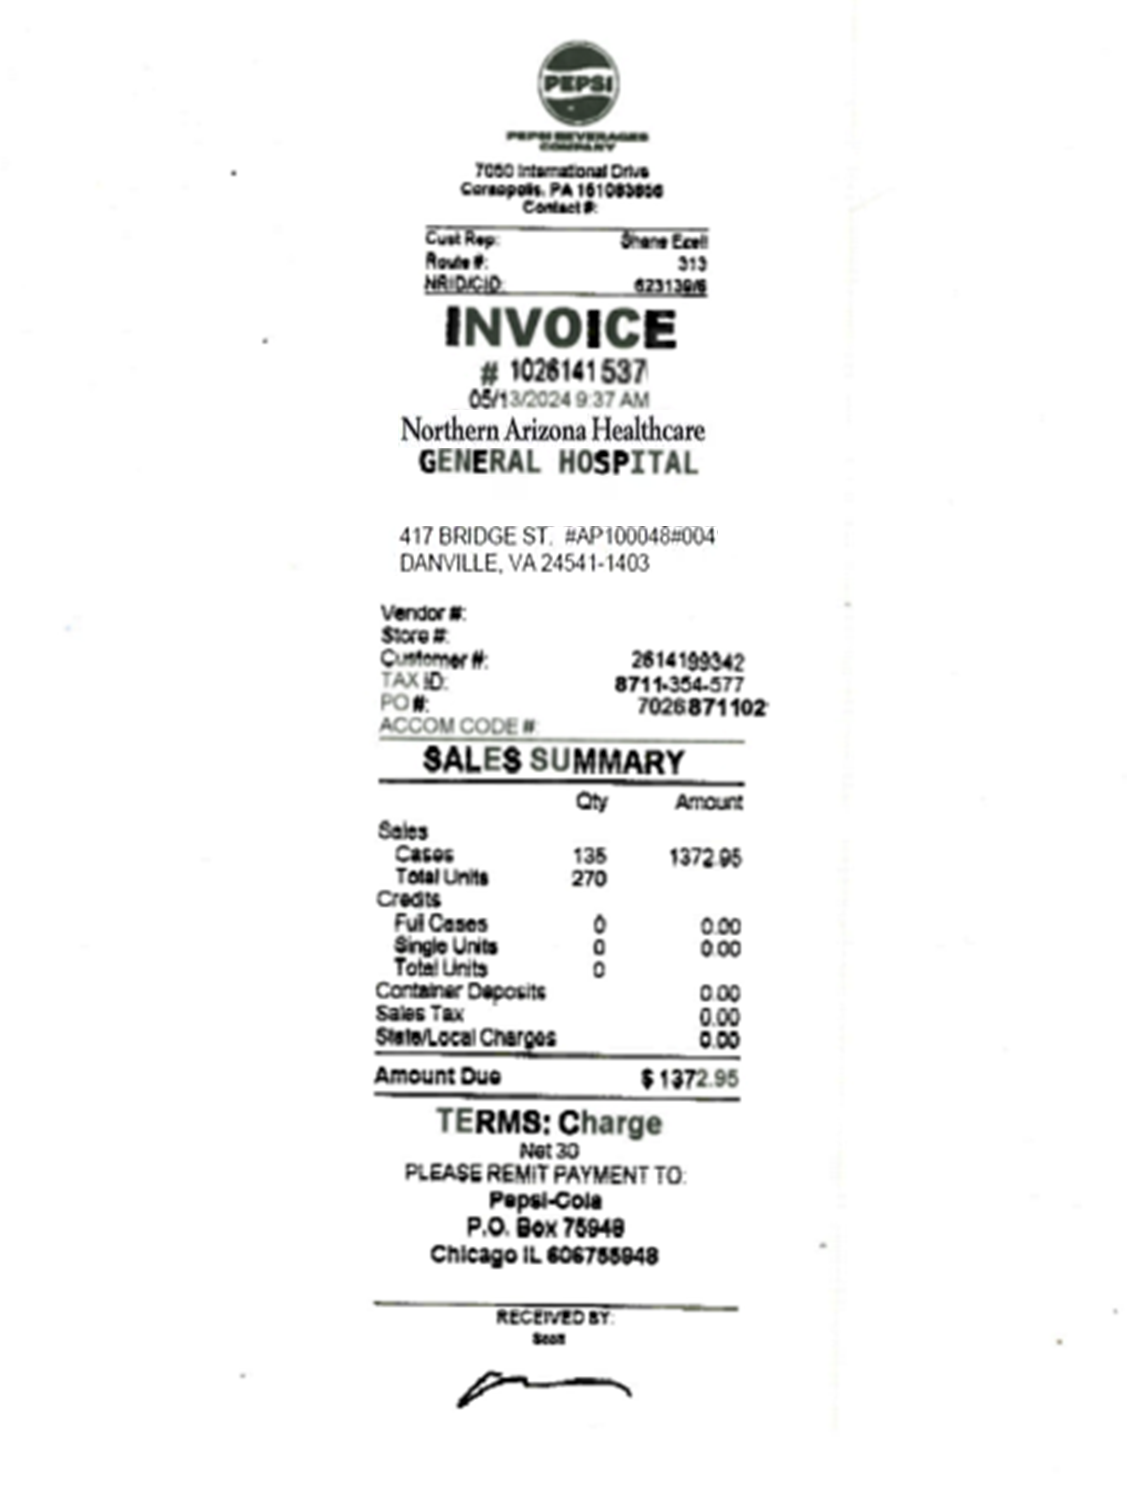 PEPSI
PEPSI BEVERAGES
COMPANY
7050 International Drive
Coraopolis, PA
Contact #:
Cust Rep: Shane Ezell
Route #: 313
NRID/CID: 623139/6
INVOICE
# 1026141537
05/13/2024 9:37 AM
Northern Arizona Healthcare
GENERAL HOSPITAL
417 BRIDGE ST. #AP100048#004
DANVILLE, VA 24541-1403
Vendor #:
Store #:
Customer #: 2614199342
TAX ID: 8711-354-577
PO #: 7026871102
ACCOM CODE #:
SALES SUMMARY
Qty Amount
Sales
Cases 135 1372.95
Total Units 270
Credits
Full Cases 0 0.00
Single Units 0 0.00
Total Units 0
Container Deposits 0.00
Sales Tax 0.00
State/Local Charges 0.00
Amount Due $ 1372.95
TERMS: Charge
Net 30
PLEASE REMIT PAYMENT TO:
Pepsi-Cola
P.O. Box 75948
Chicago IL 606755948
RECEIVED BY:
Scott